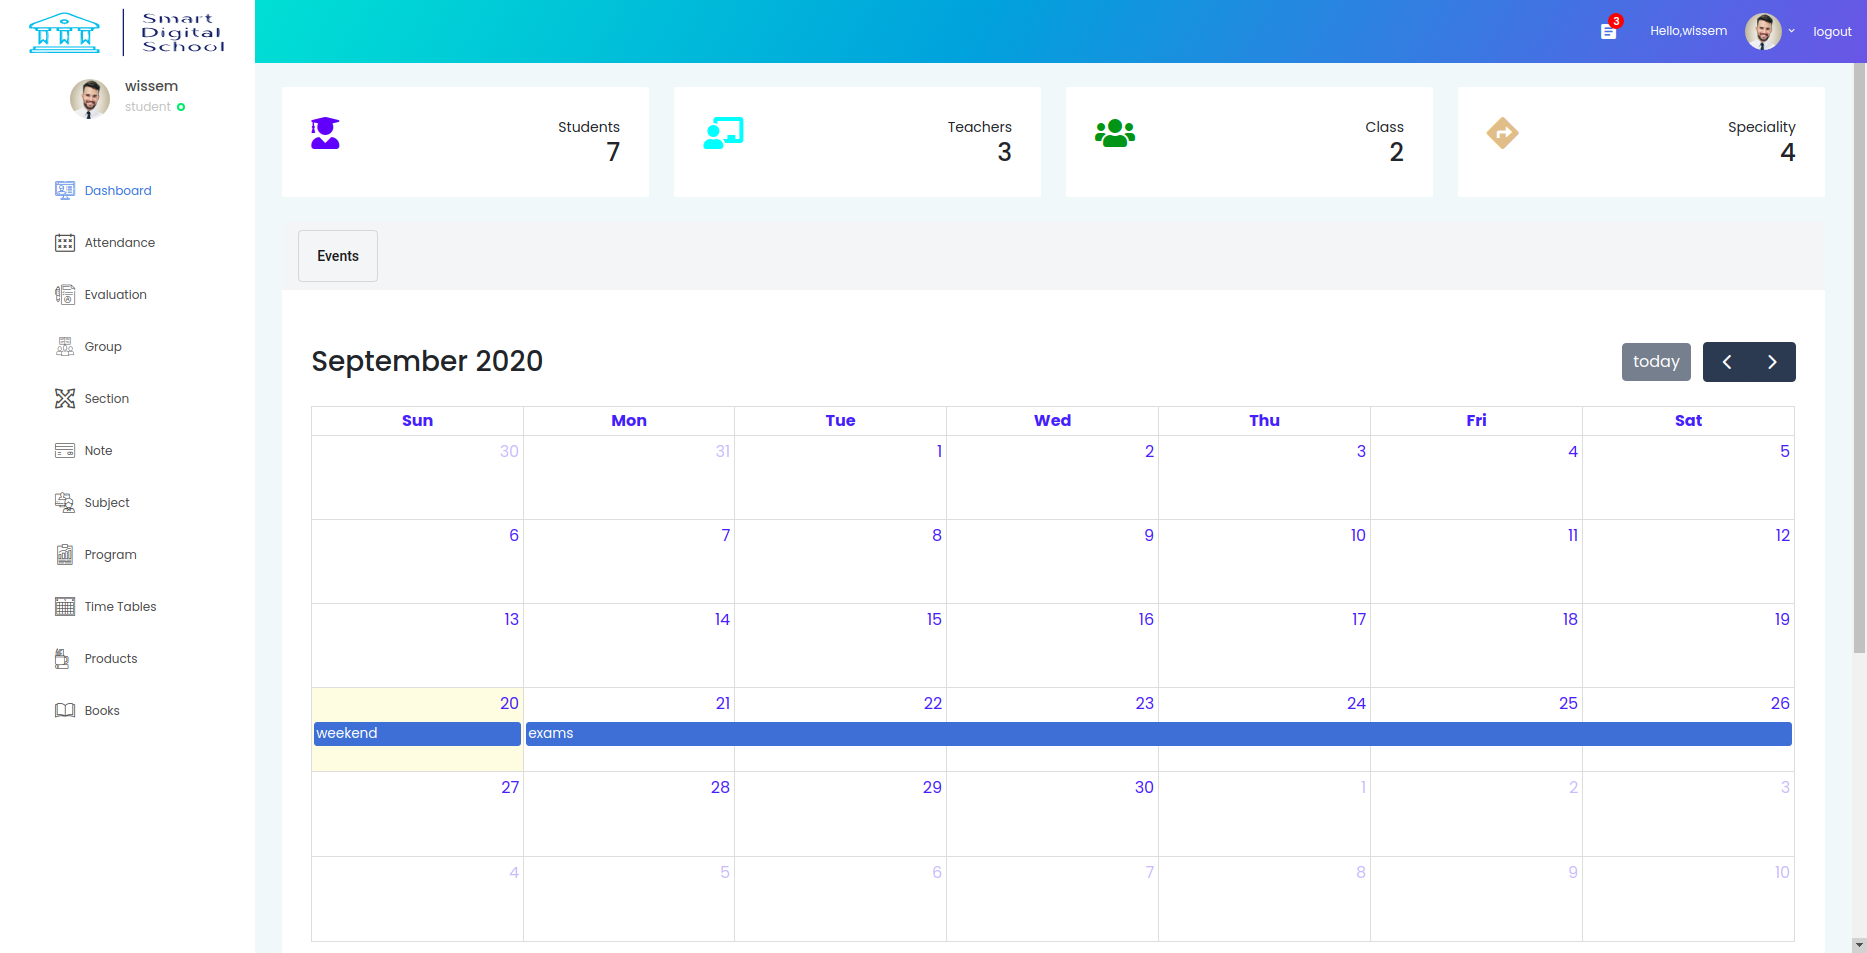 Smart
Digital
School
3
Hello,wissem
logout
wissem
student
Dashboard
Attendance
Evaluation
Group
Section
Note
Subject
Program
Time Tables
Products
Books
Students
7
Teachers
3
Class
2
Speciality
4
Events
September 2020
today
Sun Mon Tue Wed Thu Fri Sat
30 31 1 2 3 4 5
6 7 8 9 10 11 12
13 14 15 16 17 18 19
20 21 22 23 24 25 26
weekend exams
27 28 29 30 1 2 3
4 5 6 7 8 9 10